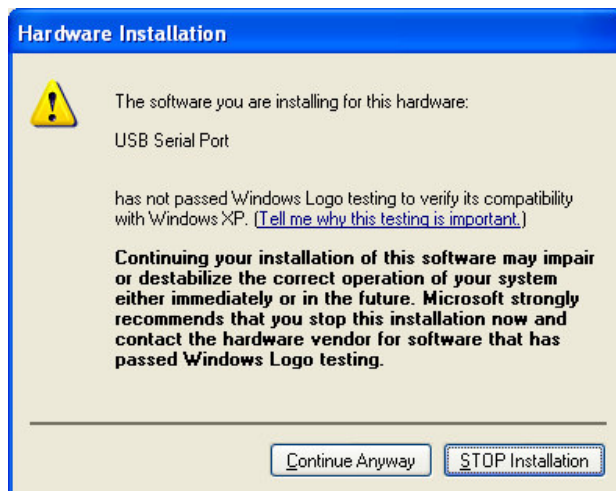 Hardware Installation
The software you are installing for this hardware:
USB Serial Port
has not passed Windows Logo testing to verify its compatibility
with Windows XP. (Tell me why this testing is important.)
Continuing your installation of this software may impair
or destabilize the correct operation of your system
either immediately or in the future. Microsoft strongly
recommends that you stop this installation now and
contact the hardware vendor for software that has
passed Windows Logo testing.
Continue Anyway
STOP Installation